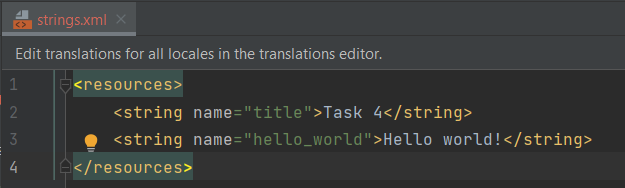 strings.xml
Edit translations for all locales in the translations editor.
1 <resources>
2 <string name="title">Task 4</string>
3 <string name="hello_world">Hello world!</string>
4 </resources>